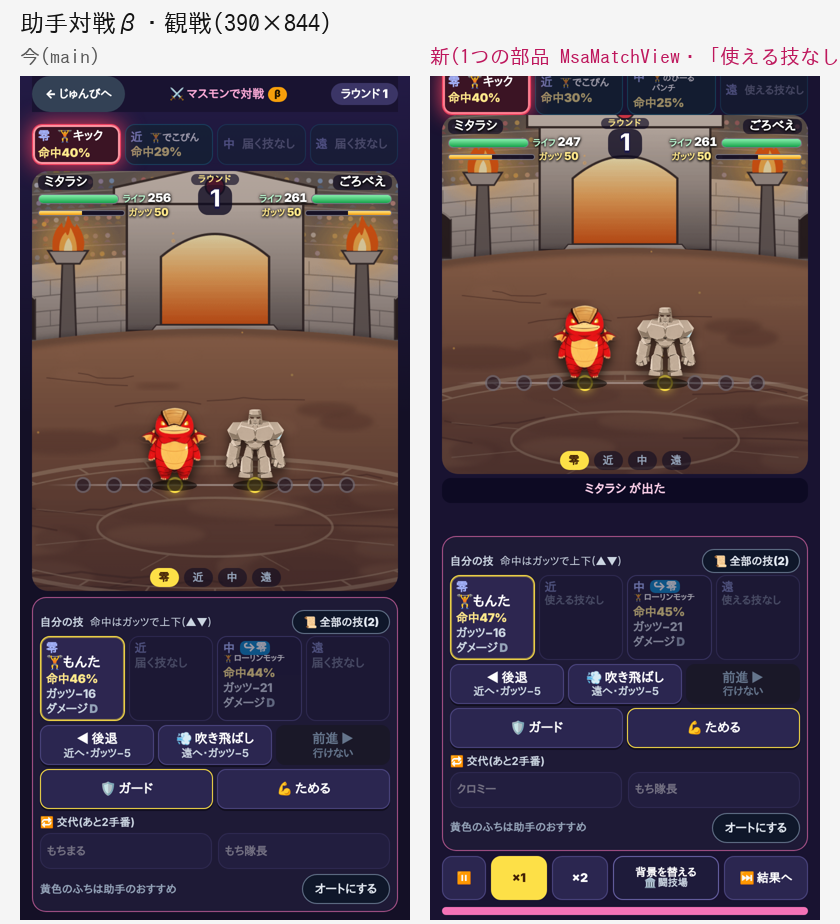 助手対戦β・観戦(390×844)
今(main)
← じゅんびへ
⚔️ マスモンで対戦 β
ラウンド 1
零 🏋️ キック
命中40%
近 🏋️ でこぴん
命中29%
中 届く技なし
遠 届く技なし
ミタラシ
ラウンド
1
ごろべえ
ライフ 256
ガッツ 50
ライフ 261
ガッツ 50
零 近 中 遠
自分の技 命中はガッツで上下(▲▼)
📜 全部の技(2)
零
🏋️もんた
命中46%
ガッツ−16
ダメージD
近
届く技なし
中 ↪零
🏋️ローリンモッチ
命中44%
ガッツ−21
ダメージD
遠
届く技なし
◀ 後退
近へ・ガッツ−5
💨 吹き飛ばし
遠へ・ガッツ−5
前進 ▶
行けない
🛡️ ガード
💪 ためる
🔁 交代(あと2手番)
もちまる
もち隊長
黄色のふちは助手のおすすめ
オートにする
新(1つの部品 MsaMatchView・「使える技なし
零 🏋️ キック
命中40%
近 🏋️ でこぴん
命中30%
中 🏋️ のびーる
パンチ
命中25%
遠 使える技なし
ミタラシ
ラウンド
1
ごろべえ
ライフ 247
ガッツ 50
ライフ 261
ガッツ 50
零 近 中 遠
ミタラシ が出た
自分の技 命中はガッツで上下(▲▼)
📜 全部の技(2)
零
🏋️もんた
命中47%
ガッツ−16
ダメージD
近
使える技なし
中 ↪零
🏋️ローリンモッチ
命中45%
ガッツ−21
ダメージD
遠
使える技なし
◀ 後退
近へ・ガッツ−5
💨 吹き飛ばし
遠へ・ガッツ−5
前進 ▶
行けない
🛡️ ガード
💪 ためる
🔁 交代(あと2手番)
クロミー
もち隊長
黄色のふちは助手のおすすめ
オートにする
⏸ ×1 ×2
背景を替える
🏛️ 闘技場
⏭ 結果へ